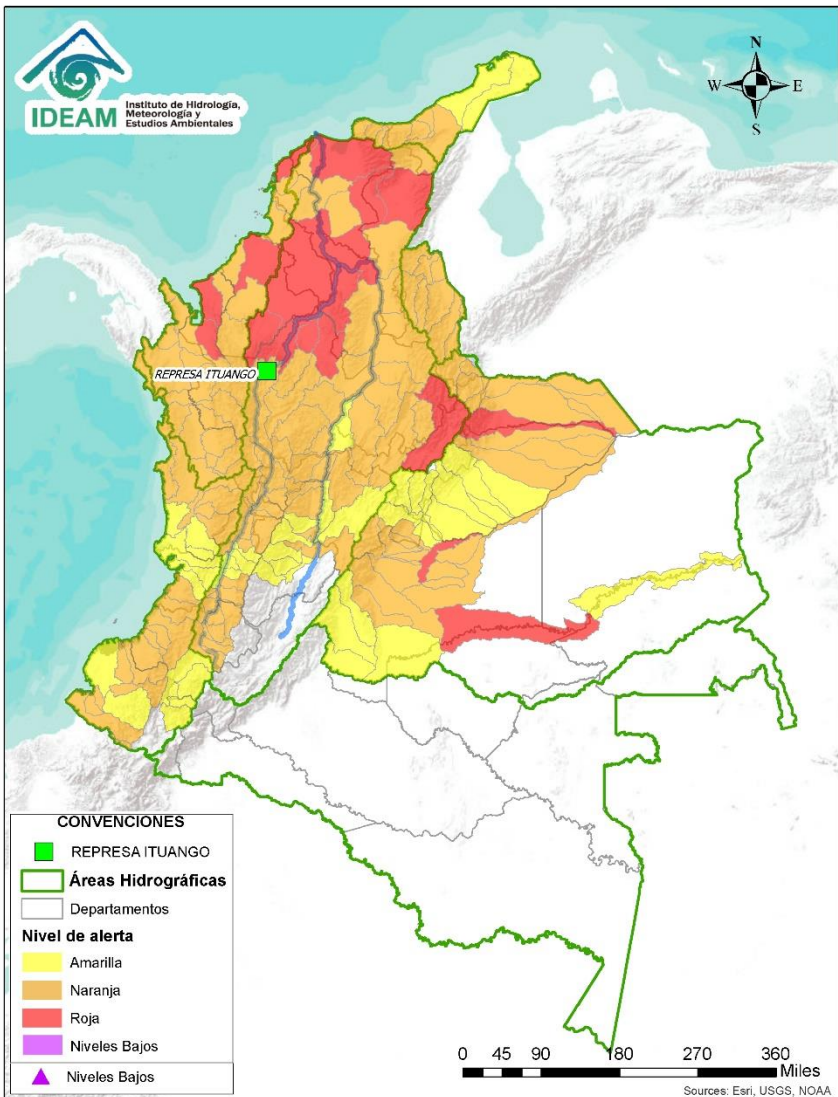 IDEAM
Instituto de Hidrología,
Meteorología y
Estudios Ambientales
N
W
E
S
REPRESA ITUANGO
CONVENCIONES
REPRESA ITUANGO
Áreas Hidrográficas
Departamentos
Nivel de alerta
Amarilla
Naranja
Roja
Niveles Bajos
Niveles Bajos
0 45 90 180 270 360
Miles
Sources: Esri, USGS, NOAA